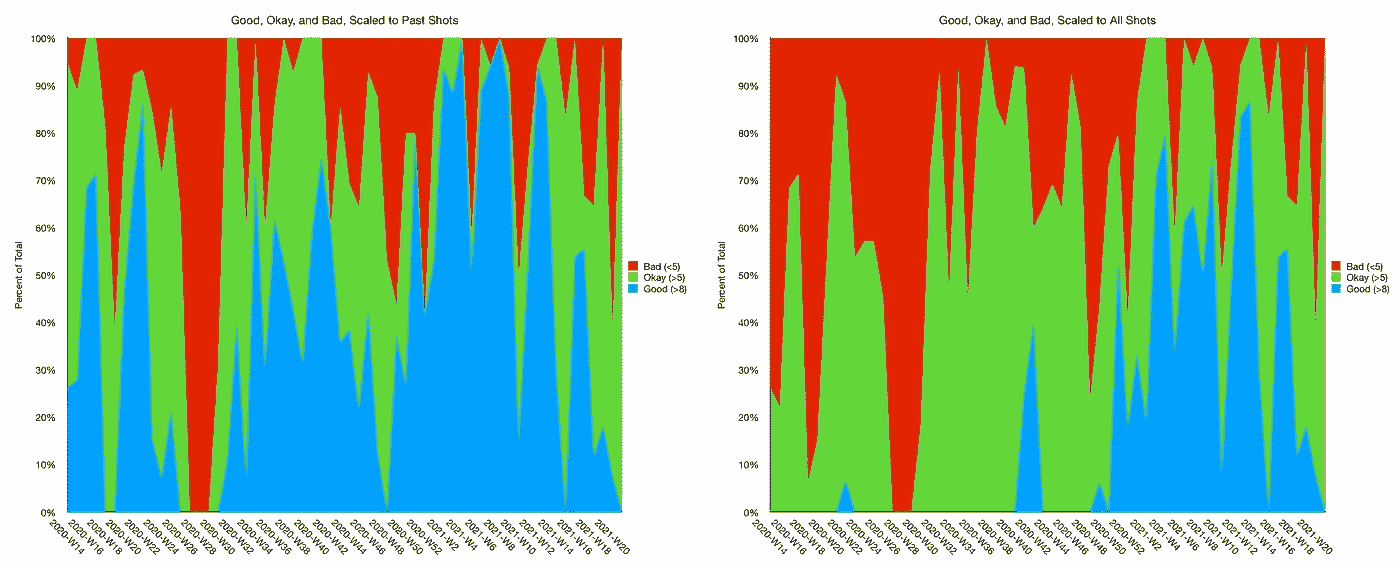 Good, Okay, and Bad, Scaled to Past Shots
100%
90%
80%
70%
60%
50%
40%
30%
20%
10%
0%
Percent of Total
2020-W14
2020-W16
2020-W18
2020-W20
2020-W22
2020-W24
2020-W26
2020-W28
2020-W30
2020-W32
2020-W34
2020-W36
2020-W38
2020-W40
2020-W42
2020-W44
2020-W46
2020-W48
2020-W50
2020-W52
2021-W2
2021-W4
2021-W6
2021-W8
2021-W10
2021-W12
2021-W14
2021-W16
2021-W18
2021-W20
Bad (<5)
Okay (>5)
Good (>8)
Good, Okay, and Bad, Scaled to All Shots
100%
90%
80%
70%
60%
50%
40%
30%
20%
10%
0%
Percent of Total
2020-W14
2020-W16
2020-W18
2020-W20
2020-W22
2020-W24
2020-W26
2020-W28
2020-W30
2020-W32
2020-W34
2020-W36
2020-W38
2020-W40
2020-W42
2020-W44
2020-W46
2020-W48
2020-W50
2020-W52
2021-W2
2021-W4
2021-W6
2021-W8
2021-W10
2021-W12
2021-W14
2021-W16
2021-W18
2021-W20
Bad (<5)
Okay (>5)
Good (>8)